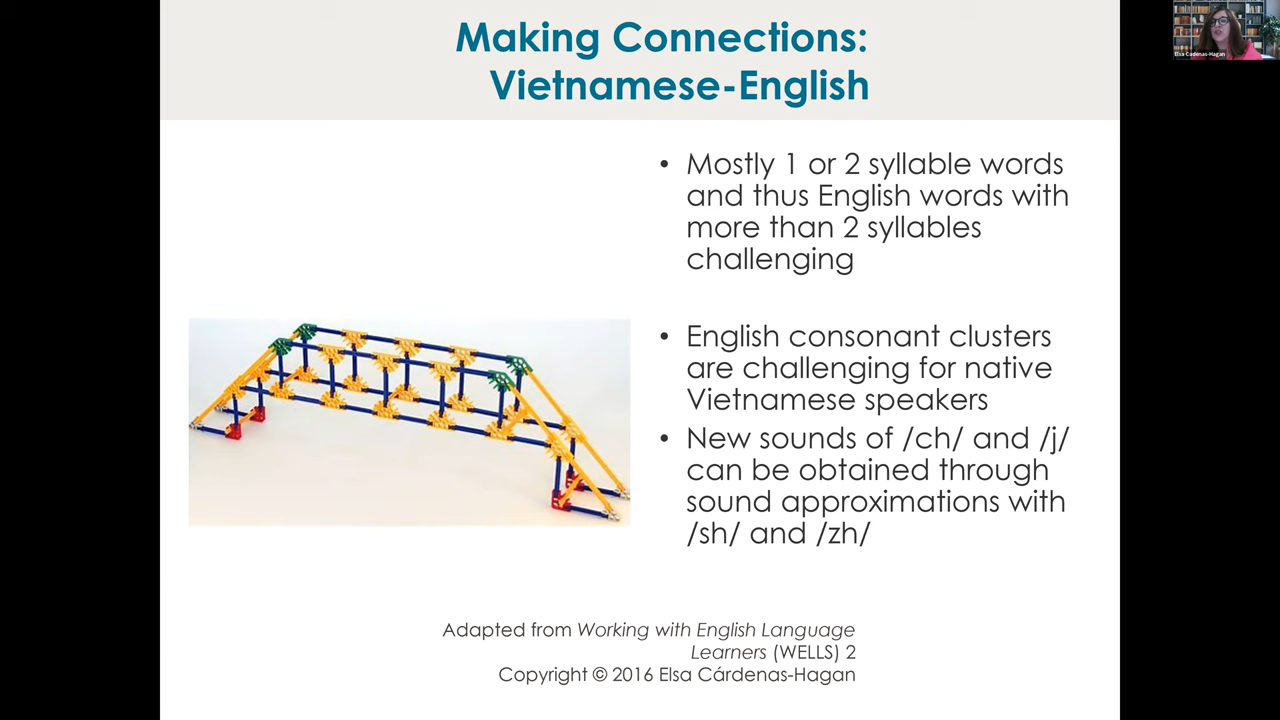 Making Connections:
Vietnamese-English
Elsa Cárdenas-Hagan
• Mostly 1 or 2 syllable words
and thus English words with
more than 2 syllables
challenging
• English consonant clusters
are challenging for native
Vietnamese speakers
• New sounds of /ch/ and /j/
can be obtained through
sound approximations with
/sh/ and /zh/
Adapted from Working with English Language
Learners (WELLS) 2
Copyright © 2016 Elsa Cárdenas-Hagan